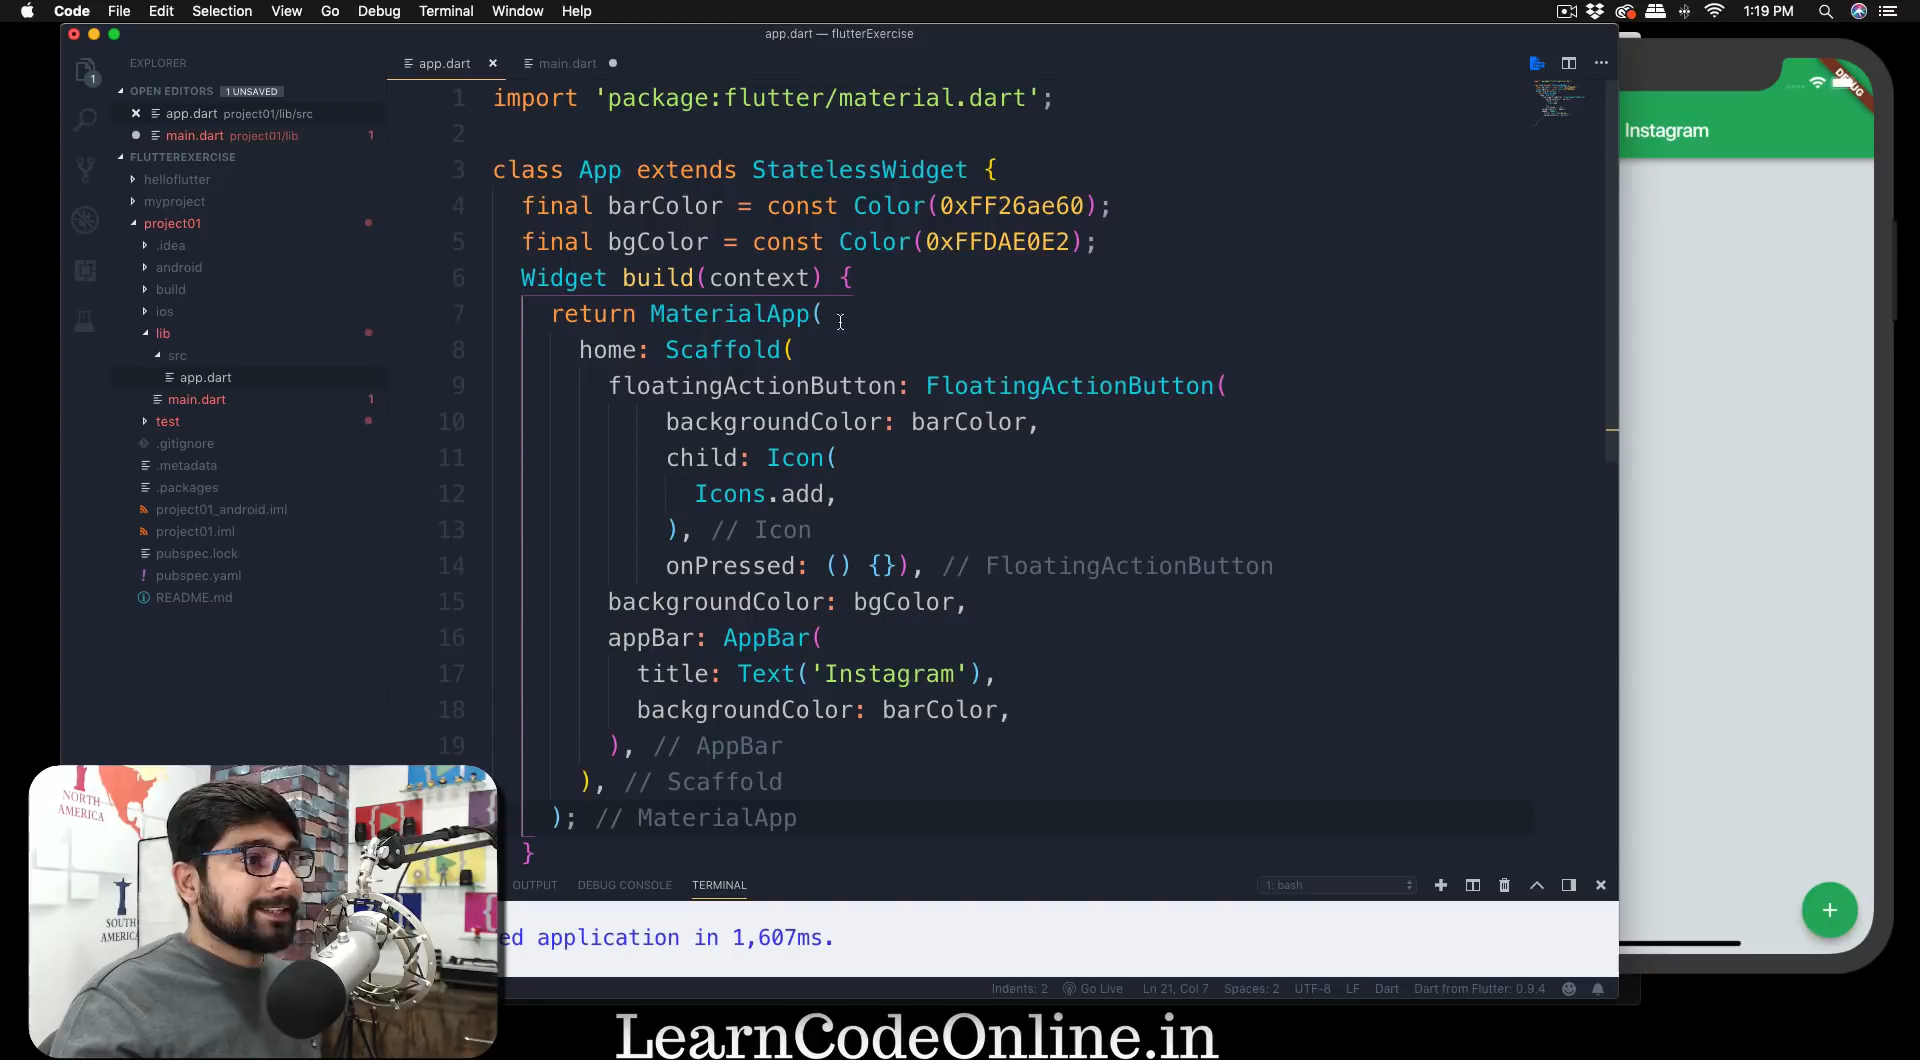 Code File Edit Selection View Go Debug Terminal Window Help
1:19 PM
app.dart — flutterExercise
EXPLORER
app.dart
main.dart
OPEN EDITORS 1 UNSAVED
app.dart project01/lib/src
main.dart project01/lib 1
FLUTTEREXERCISE
helloflutter
myproject
project01
.idea
android
build
ios
lib
src
app.dart
main.dart 1
test
.gitignore
.metadata
.packages
project01_android.iml
project01.iml
pubspec.lock
pubspec.yaml
README.md
1 import 'package:flutter/material.dart';
2
3 class App extends StatelessWidget {
4 final barColor = const Color(0xFF26ae60);
5 final bgColor = const Color(0xFFDAE0E2);
6 Widget build(context) {
7 return MaterialApp(
8 home: Scaffold(
9 floatingActionButton: FloatingActionButton(
10 backgroundColor: barColor,
11 child: Icon(
12 Icons.add,
13 ), // Icon
14 onPressed: () {}), // FloatingActionButton
15 backgroundColor: bgColor,
16 appBar: AppBar(
17 title: Text('Instagram'),
18 backgroundColor: barColor,
19 ), // AppBar
), // Scaffold
); // MaterialApp
}
DEBUG
Instagram
OUTPUT DEBUG CONSOLE TERMINAL
1: bash
ed application in 1,607ms.
Indents: 2 Go Live Ln 21, Col 7 Spaces: 2 UTF-8 LF Dart Dart from Flutter: 0.9.4
NORTH
AMERICA
SOUTH
AMERICA
LearnCodeOnline.in